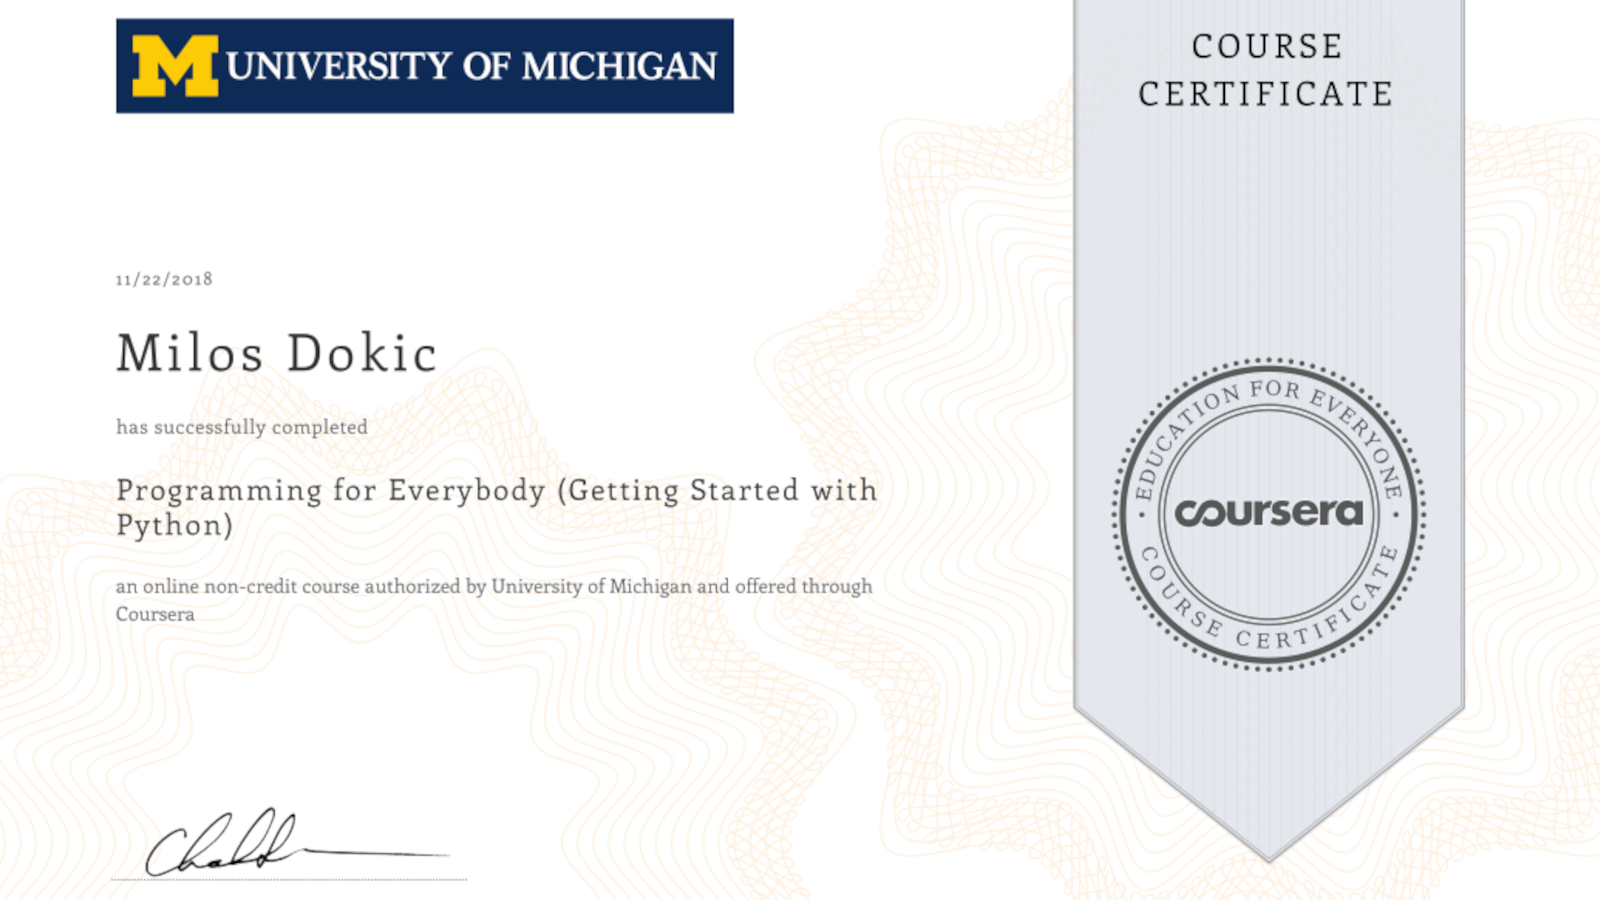 M UNIVERSITY OF MICHIGAN
COURSE
CERTIFICATE
11/22/2018
Milos Dokic
has successfully completed
Programming for Everybody (Getting Started with
Python)
an online non-credit course authorized by University of Michigan and offered through
Coursera
EDUCATION FOR EVERYONE
coursera
COURSE CERTIFICATE